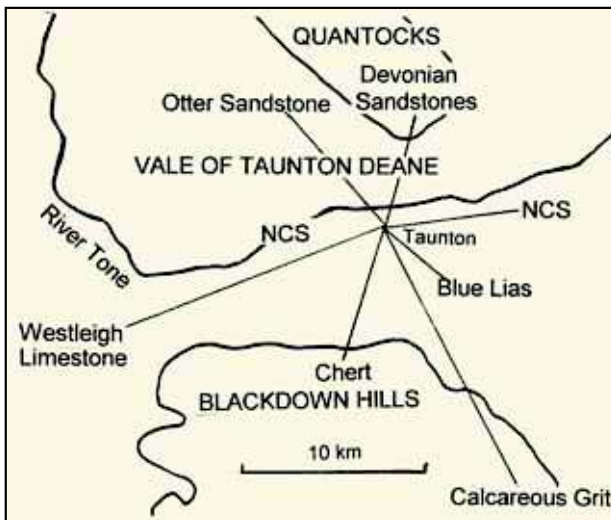 QUANTOCKS
Devonian
Sandstones
Otter Sandstone
VALE OF TAUNTON DEANE
NCS
NCS
River Tone
Taunton
Blue Lias
Westleigh
Limestone
Chert
BLACKDOWN HILLS
10 km
Calcareous Grit